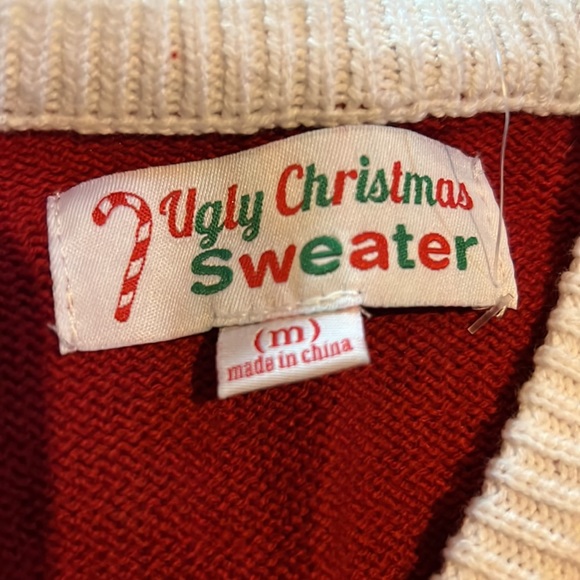 Ugly Christmas
Sweater
(m)
made in china